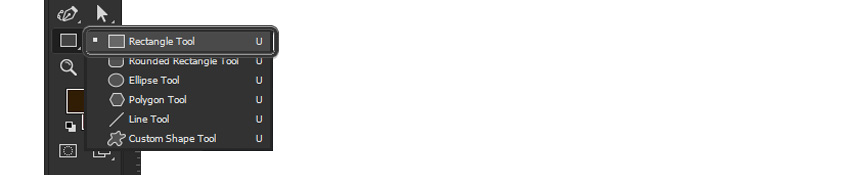 Rectangle Tool U
Rounded Rectangle Tool U
Ellipse Tool U
Polygon Tool U
Line Tool U
Custom Shape Tool U